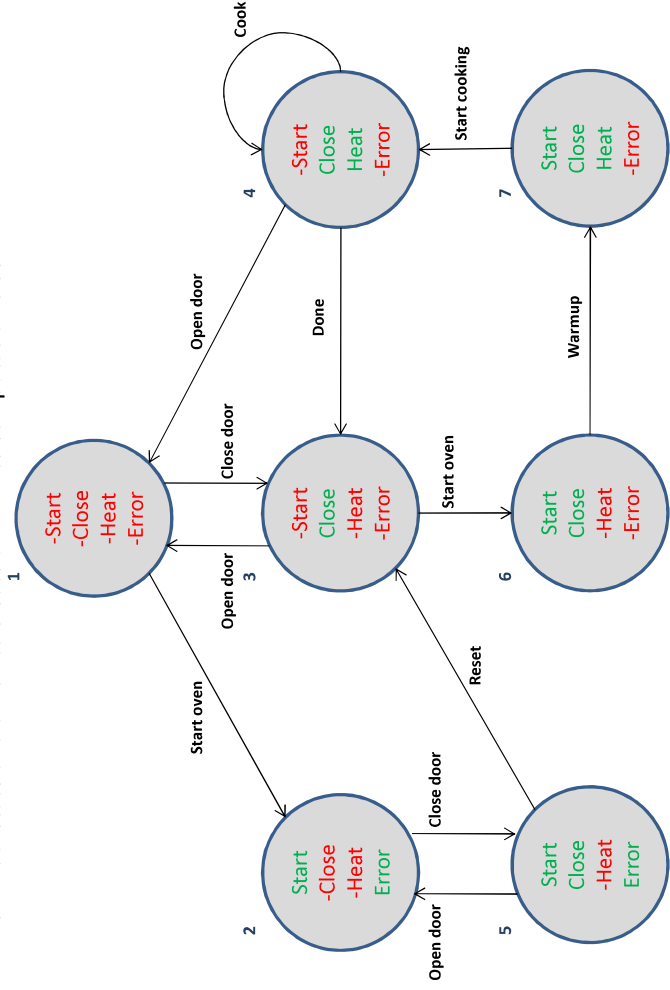 1
-Start
-Close
-Heat
-Error
Start oven
Open door
Close door
Open door
2
Start
-Close
-Heat
Error
3
-Start
Close
-Heat
-Error
Done
4
-Start
Close
Heat
-Error
Cook
Open door
Close door
Reset
Start oven
Start cooking
5
Start
Close
-Heat
Error
6
Start
Close
-Heat
-Error
Warmup
7
Start
Close
Heat
-Error